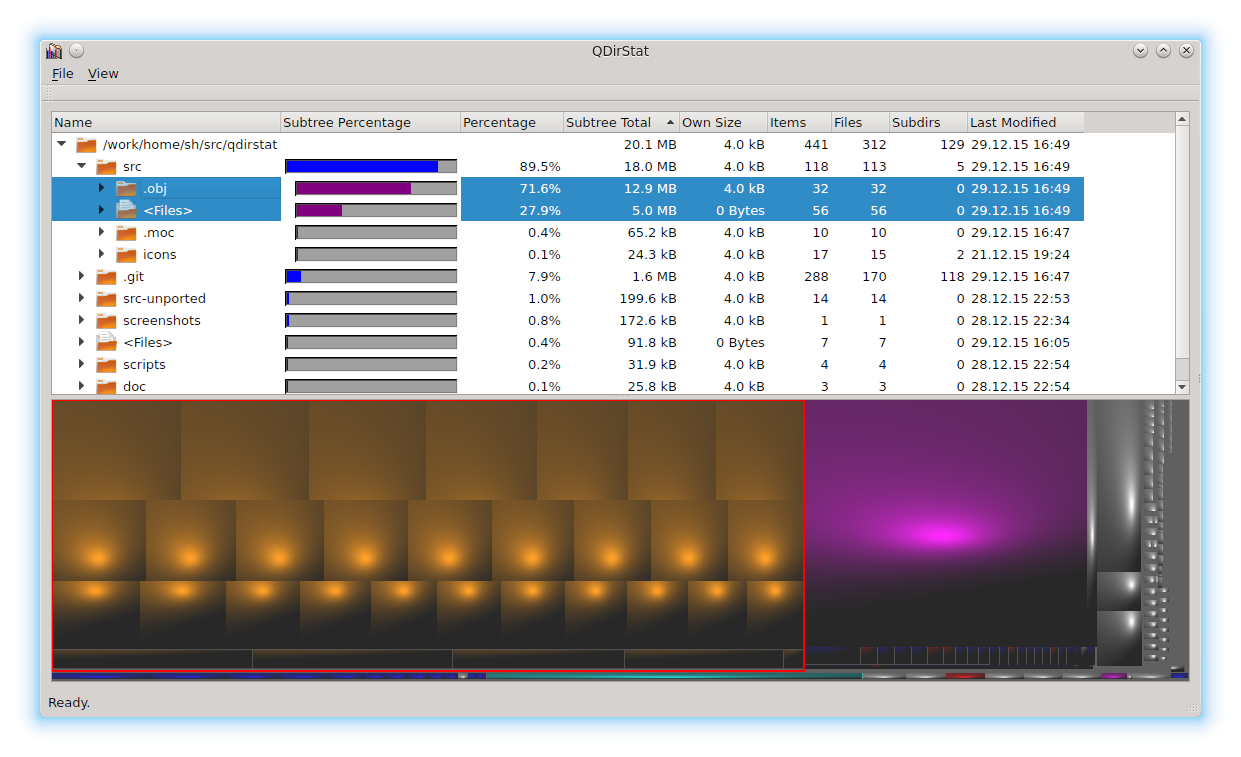 QDirStat
File View
Name Subtree Percentage Percentage Subtree Total Own Size Items Files Subdirs Last Modified
/work/home/sh/src/qdirstat 20.1 MB 4.0 kB 441 312 129 29.12.15 16:49
src 89.5% 18.0 MB 4.0 kB 118 113 5 29.12.15 16:49
.obj 71.6% 12.9 MB 4.0 kB 32 32 0 29.12.15 16:49
<Files> 27.9% 5.0 MB 0 Bytes 56 56 0 29.12.15 16:49
.moc 0.4% 65.2 kB 4.0 kB 10 10 0 29.12.15 16:47
icons 0.1% 24.3 kB 4.0 kB 17 15 2 21.12.15 19:24
.git 7.9% 1.6 MB 4.0 kB 288 170 118 29.12.15 16:47
src-unported 1.0% 199.6 kB 4.0 kB 14 14 0 28.12.15 22:53
screenshots 0.8% 172.6 kB 4.0 kB 1 1 0 28.12.15 22:34
<Files> 0.4% 91.8 kB 0 Bytes 7 7 0 29.12.15 16:05
scripts 0.2% 31.9 kB 4.0 kB 4 4 0 28.12.15 22:54
doc 0.1% 25.8 kB 4.0 kB 3 3 0 28.12.15 22:54
Ready.